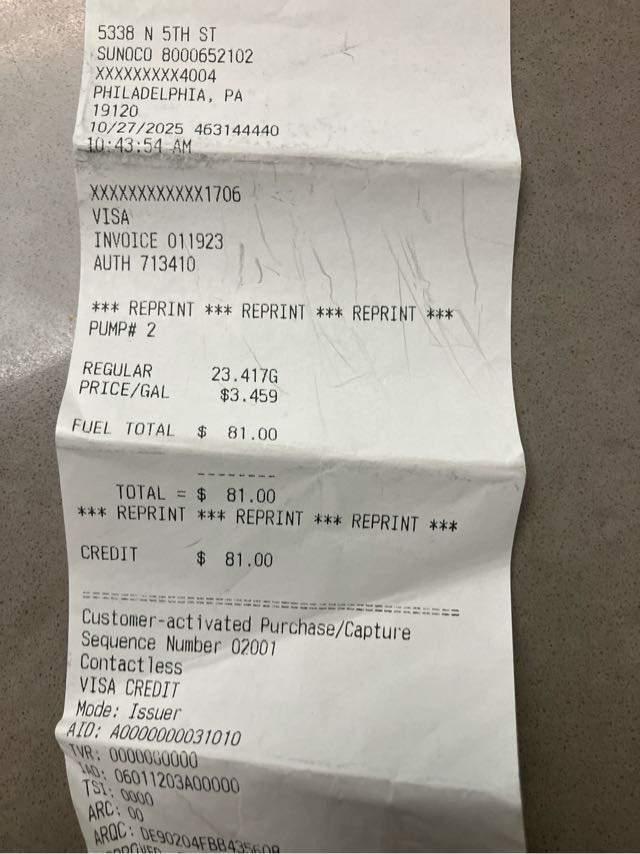 5338 N 5TH ST
SUNOCO 8000652102
XXXXXXXXX4004
PHILADELPHIA, PA
19120
10/27/2025 463144440
10:43:54 AM
XXXXXXXXXXXX1706
VISA
INVOICE 011923
AUTH 713410
*** REPRINT *** REPRINT *** REPRINT ***
PUMP# 2
REGULAR 23.417G
PRICE/GAL $3.459
FUEL TOTAL $ 81.00
--------
TOTAL = $ 81.00
*** REPRINT *** REPRINT *** REPRINT ***
CREDIT $ 81.00
=======================================
Customer-activated Purchase/Capture
Sequence Number 02001
Contactless
VISA CREDIT
Mode: Issuer
AID: A0000000031010
TVR: 0000000000
IAD: 06011203A00000
TSI: 0000
ARC: 00
ARQC: